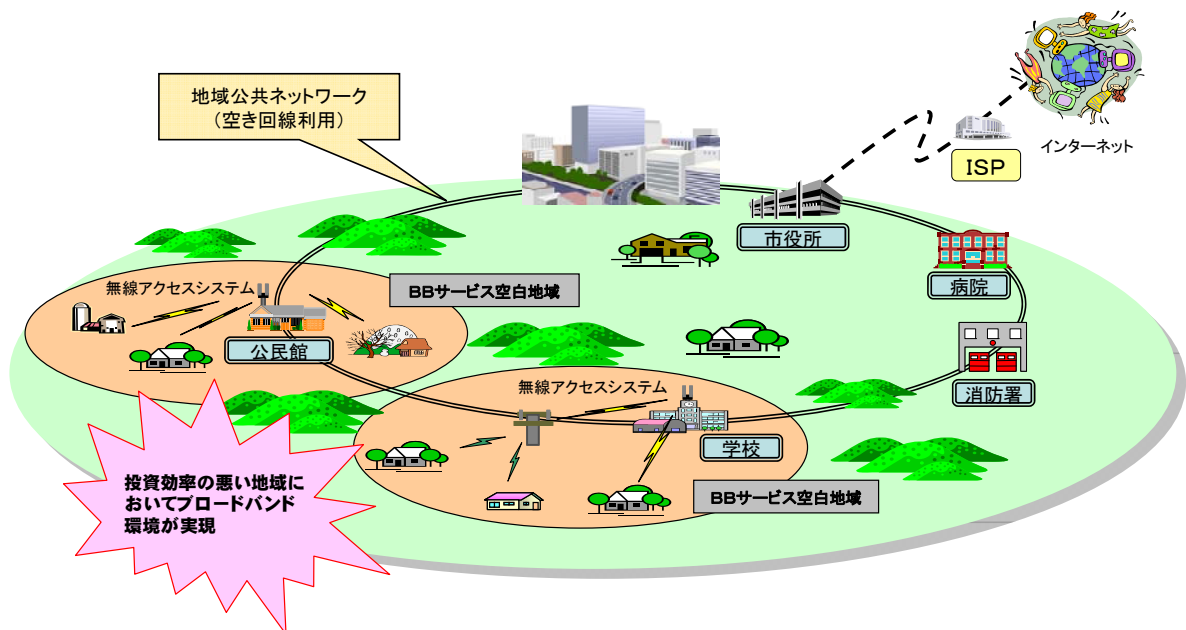 地域公共ネットワーク
（空き回線利用）
インターネット
ISP
市役所
病院
無線アクセスシステム
BBサービス空白地域
公民館
消防署
無線アクセスシステム
学校
BBサービス空白地域
投資効率の悪い地域に
おいてブロードバンド
環境が実現